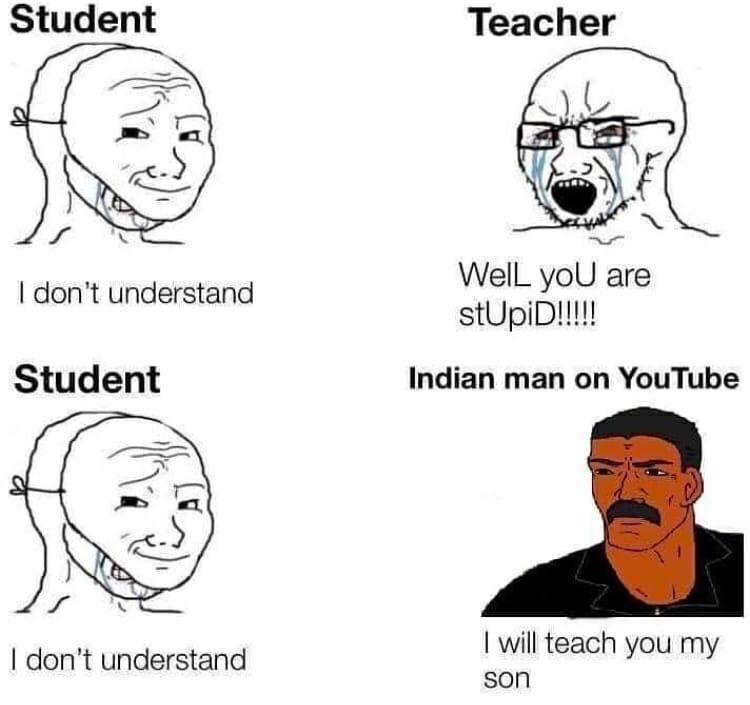 Student
Teacher
I don't understand
WelL yoU are
stUpiD!!!!!
Student
Indian man on YouTube
I don't understand
I will teach you my
son